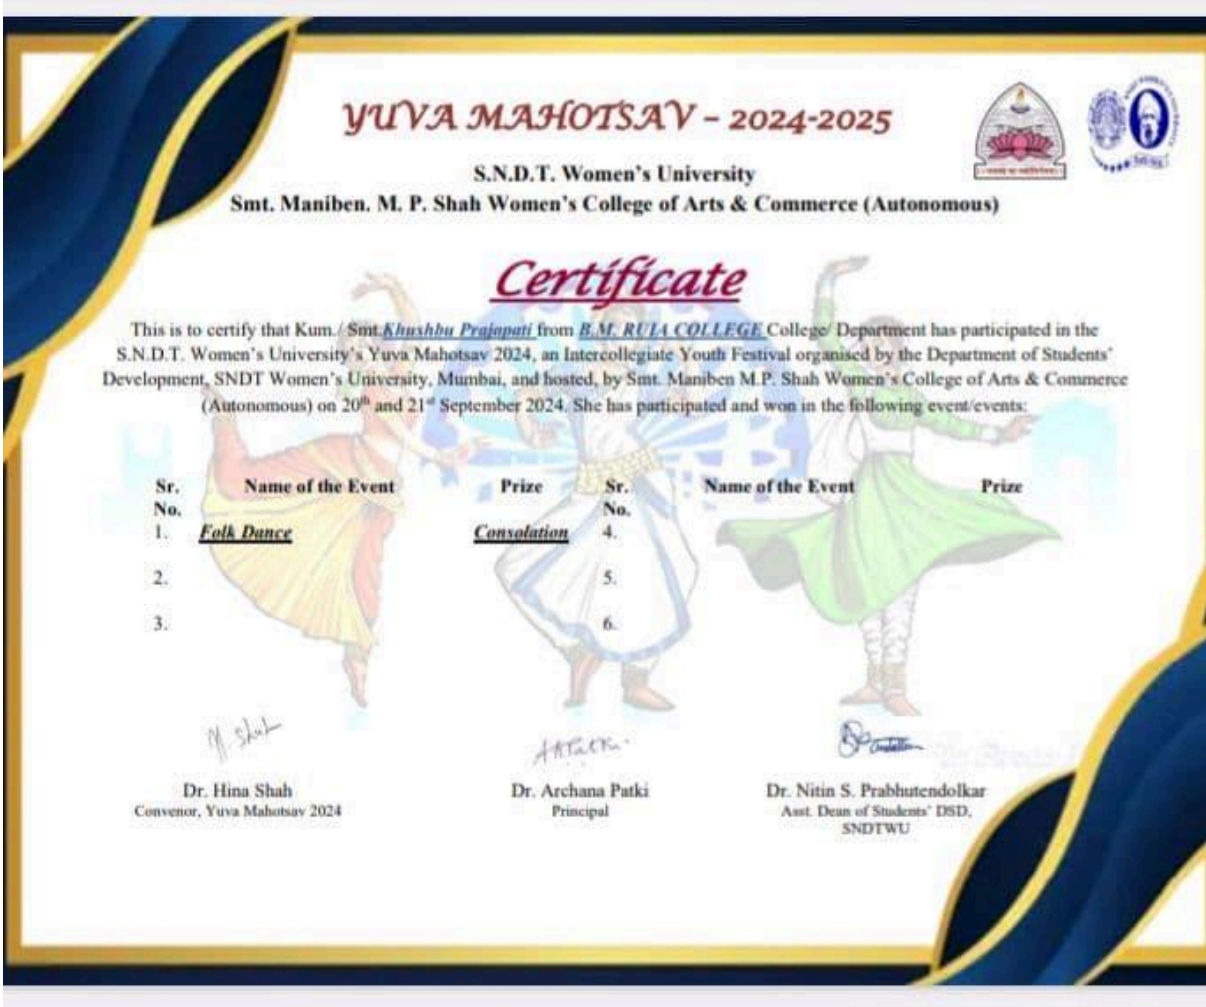 YUVA MAHOTSAV – 2024-2025
S.N.D.T. Women's University
Smt. Maniben. M. P. Shah Women's College of Arts & Commerce (Autonomous)
Certificate
This is to certify that Kum./ Smt.Khushbu Prajapati from B.M. RUIA COLLEGE College/ Department has participated in the
S.N.D.T. Women's University's Yuva Mahotsav 2024, an Intercollegiate Youth Festival organised by the Department of Students'
Development, SNDT Women's University, Mumbai, and hosted, by Smt. Maniben M.P. Shah Women's College of Arts & Commerce
(Autonomous) on 20th and 21st September 2024. She has participated and won in the following event/events:
Sr. Name of the Event Prize Sr. Name of the Event Prize
No. No.
1. Folk Dance Consolation 4.
2. 5.
3. 6.
H. Shah
AAPatki
Dr. Hina Shah Dr. Archana Patki Dr. Nitin S. Prabhutendolkar
Convenor, Yuva Mahotsav 2024 Principal Asst. Dean of Students' DSD,
SNDTWU